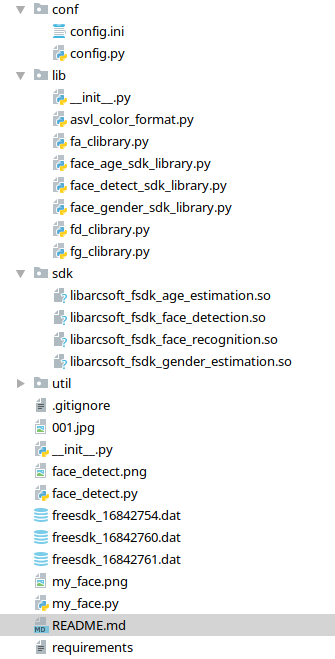 conf
config.ini
config.py
lib
__init__.py
asvl_color_format.py
fa_clibrary.py
face_age_sdk_library.py
face_detect_sdk_library.py
face_gender_sdk_library.py
fd_clibrary.py
fg_clibrary.py
sdk
libarcsoft_fsdk_age_estimation.so
libarcsoft_fsdk_face_detection.so
libarcsoft_fsdk_face_recognition.so
libarcsoft_fsdk_gender_estimation.so
util
.gitignore
001.jpg
__init__.py
face_detect.png
face_detect.py
freesdk_16842754.dat
freesdk_16842760.dat
freesdk_16842761.dat
my_face.png
my_face.py
MD README.md
requirements